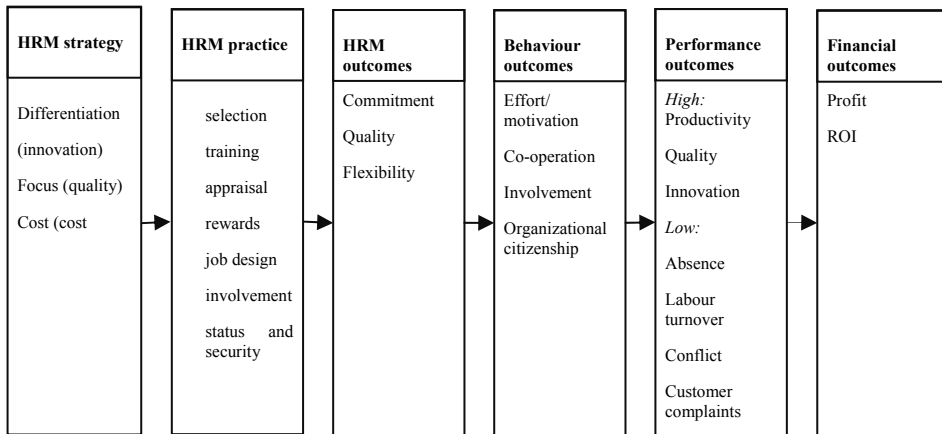 HRM strategy
Differentiation
(innovation)
Focus (quality)
Cost (cost
HRM practice
selection
training
appraisal
rewards
job design
involvement
status and
security
HRM
outcomes
Commitment
Quality
Flexibility
Behaviour
outcomes
Effort/
motivation
Co-operation
Involvement
Organizational
citizenship
Performance
outcomes
High:
Productivity
Quality
Innovation
Low:
Absence
Labour
turnover
Conflict
Customer
complaints
Financial
outcomes
Profit
ROI